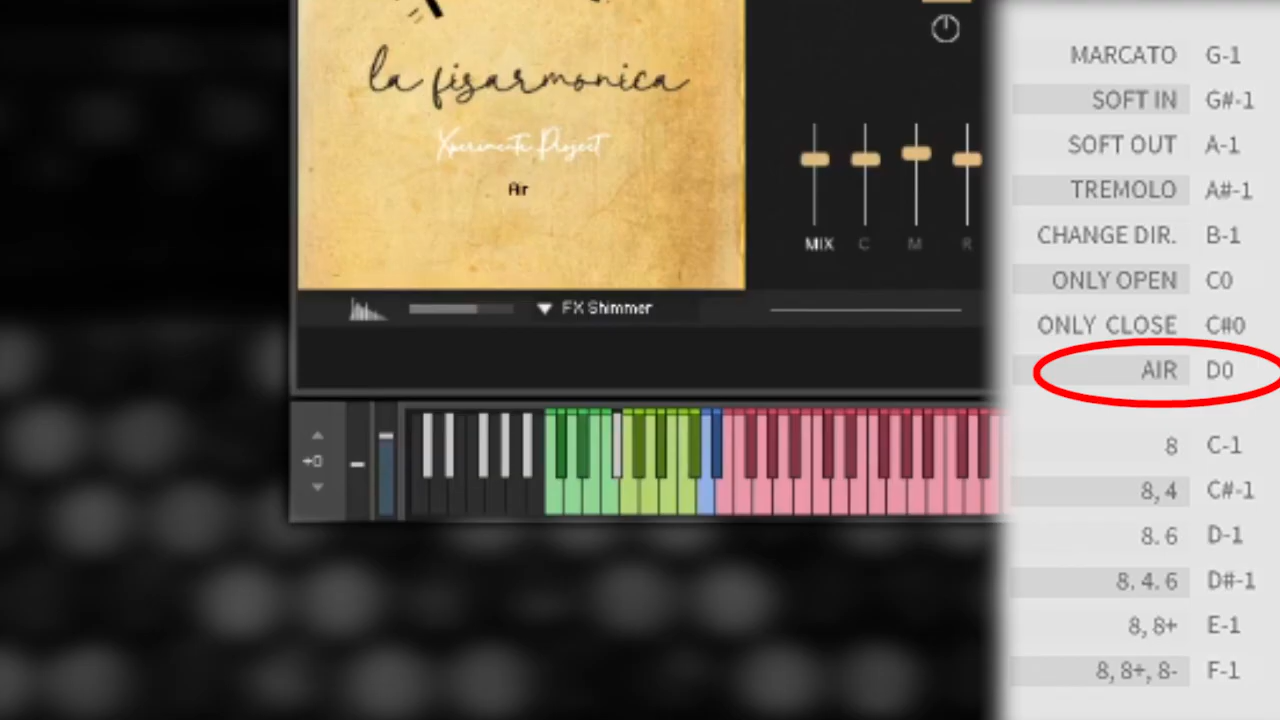 la fisarmonica
Xperimenta Project
Air
MIX C M R
FX Shimmer
+0
MARCATO G-1
SOFT IN G#-1
SOFT OUT A-1
TREMOLO A#-1
CHANGE DIR. B-1
ONLY OPEN C0
ONLY CLOSE C#0
AIR D0
8 C-1
8, 4 C#-1
8. 6 D-1
8. 4. 6 D#-1
8, 8+ E-1
8, 8+, 8- F-1